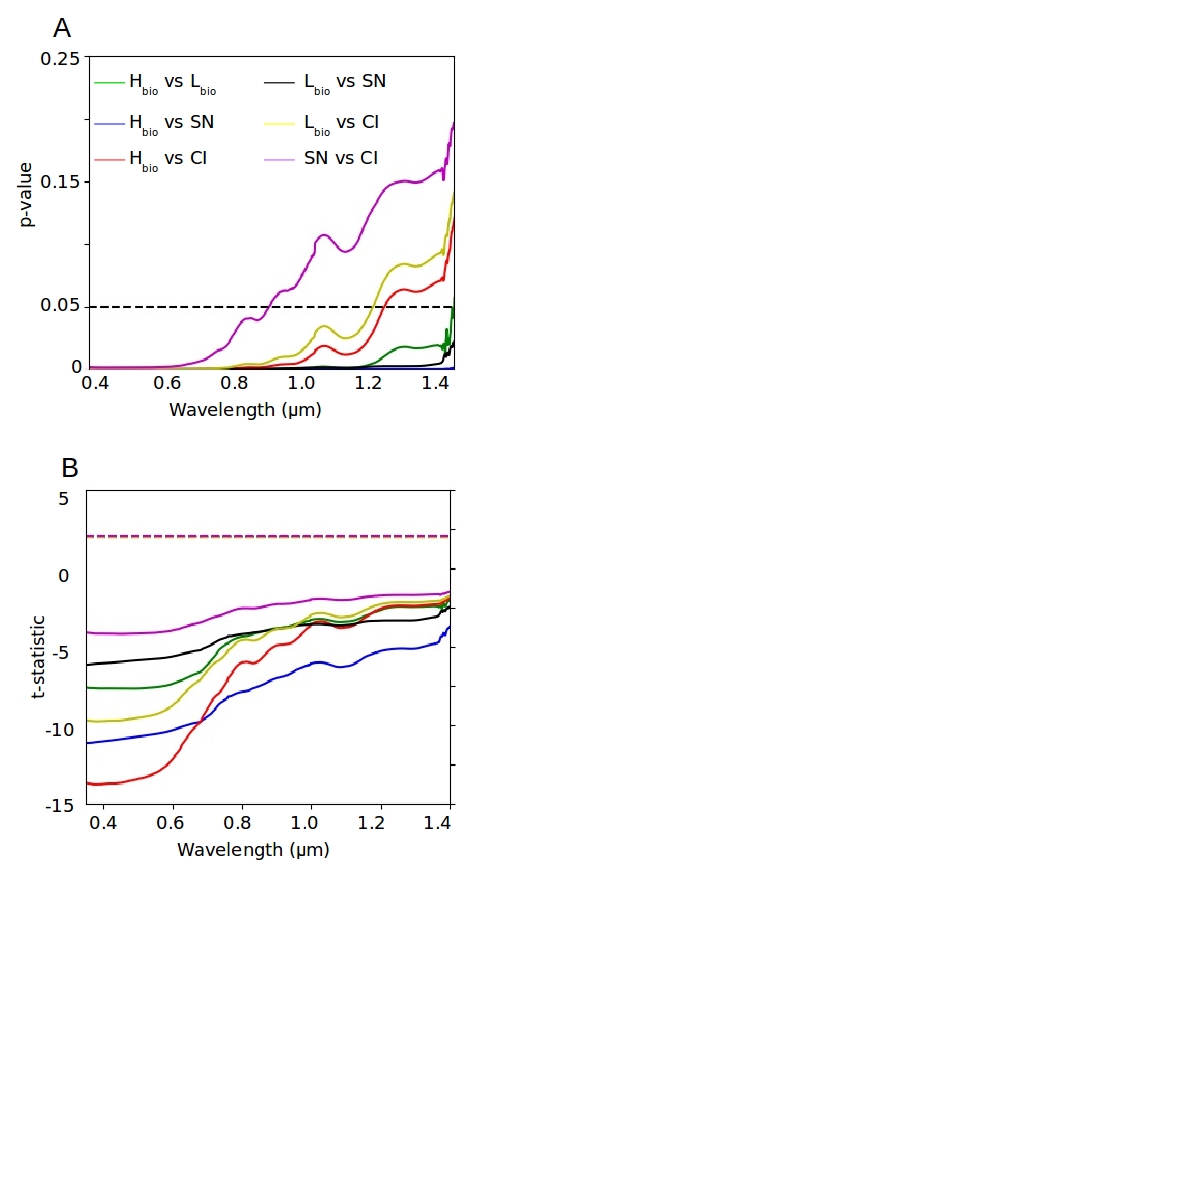 A
0.25
H_bio vs L_bio
L_bio vs SN
H_bio vs SN
L_bio vs CI
H_bio vs CI
SN vs CI
p-value
0.15
0.05
0
0.4 0.6 0.8 1.0 1.2 1.4
Wavelength (μm)
B
5
0
-5
t-statistic
-10
-15
0.4 0.6 0.8 1.0 1.2 1.4
Wavelength (μm)